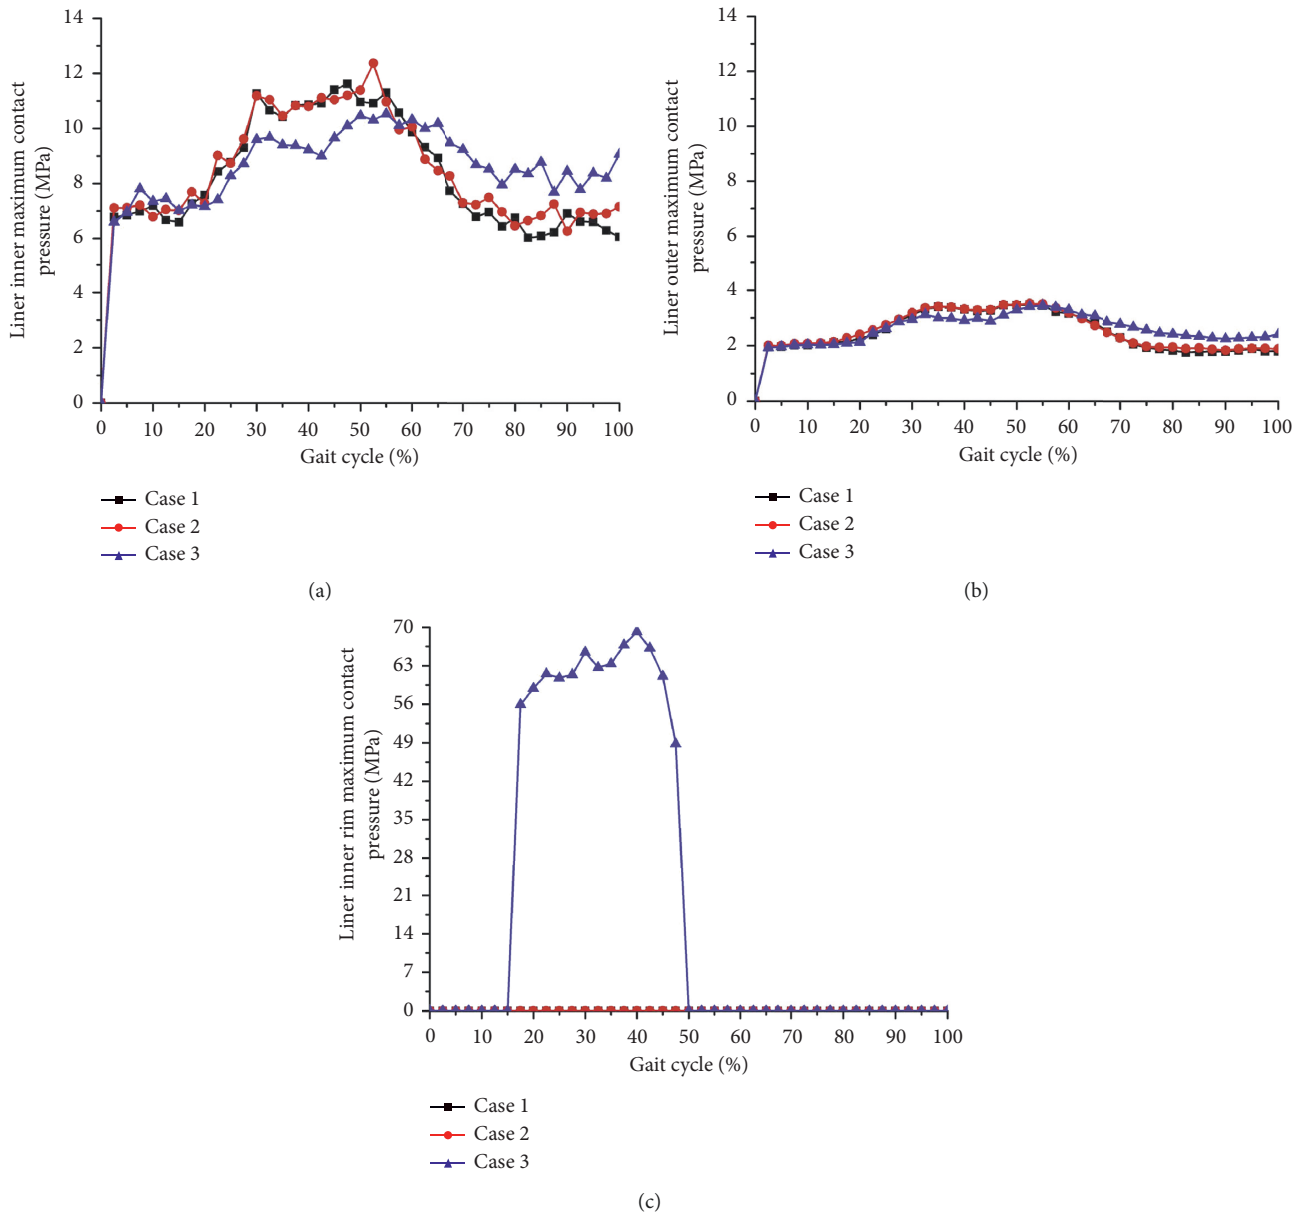 14
12
10
8
6
4
2
0
Liner inner maximum contact
pressure (MPa)
0 10 20 30 40 50 60 70 80 90 100
Gait cycle (%)
Case 1
Case 2
Case 3
(a)
14
12
10
8
6
4
2
0
Liner outer maximum contact
pressure (MPa)
0 10 20 30 40 50 60 70 80 90 100
Gait cycle (%)
Case 1
Case 2
Case 3
(b)
70
63
56
49
42
35
28
21
14
7
0
Liner inner rim maximum contact
pressure (MPa)
0 10 20 30 40 50 60 70 80 90 100
Gait cycle (%)
Case 1
Case 2
Case 3
(c)